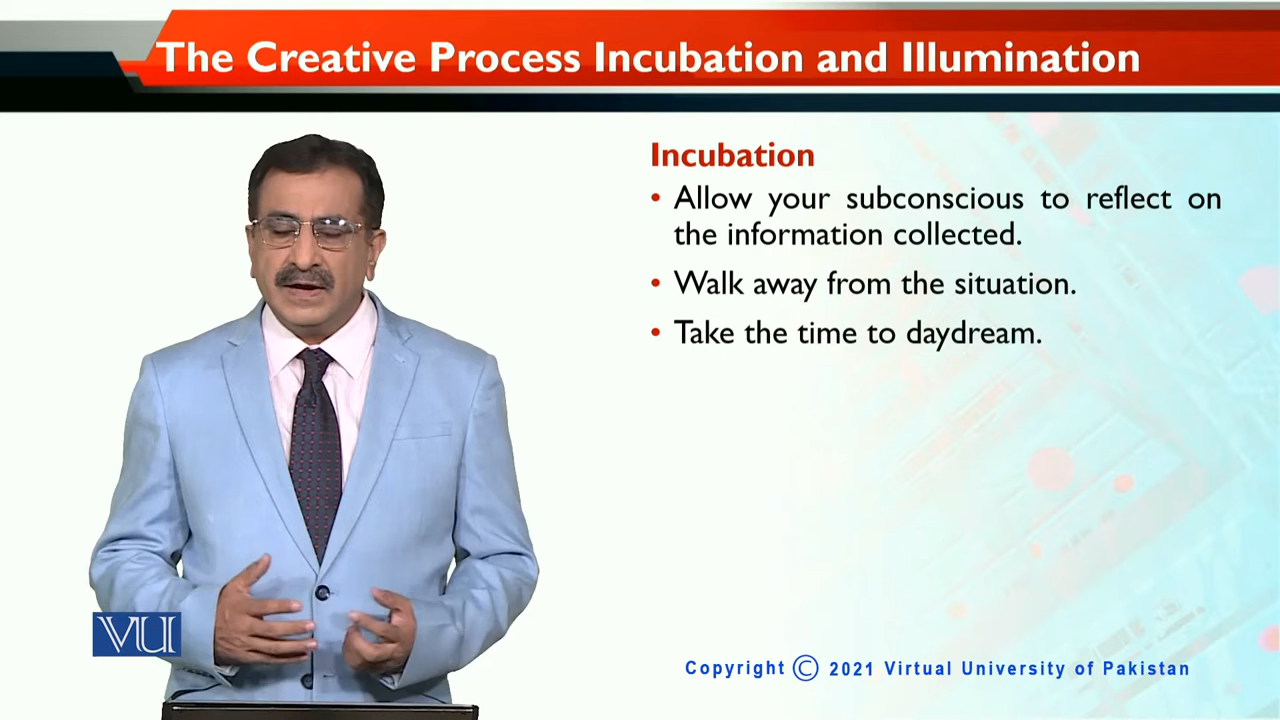 The Creative Process Incubation and Illumination
Incubation
• Allow your subconscious to reflect on
the information collected.
• Walk away from the situation.
• Take the time to daydream.
VU
Copyright © 2021 Virtual University of Pakistan